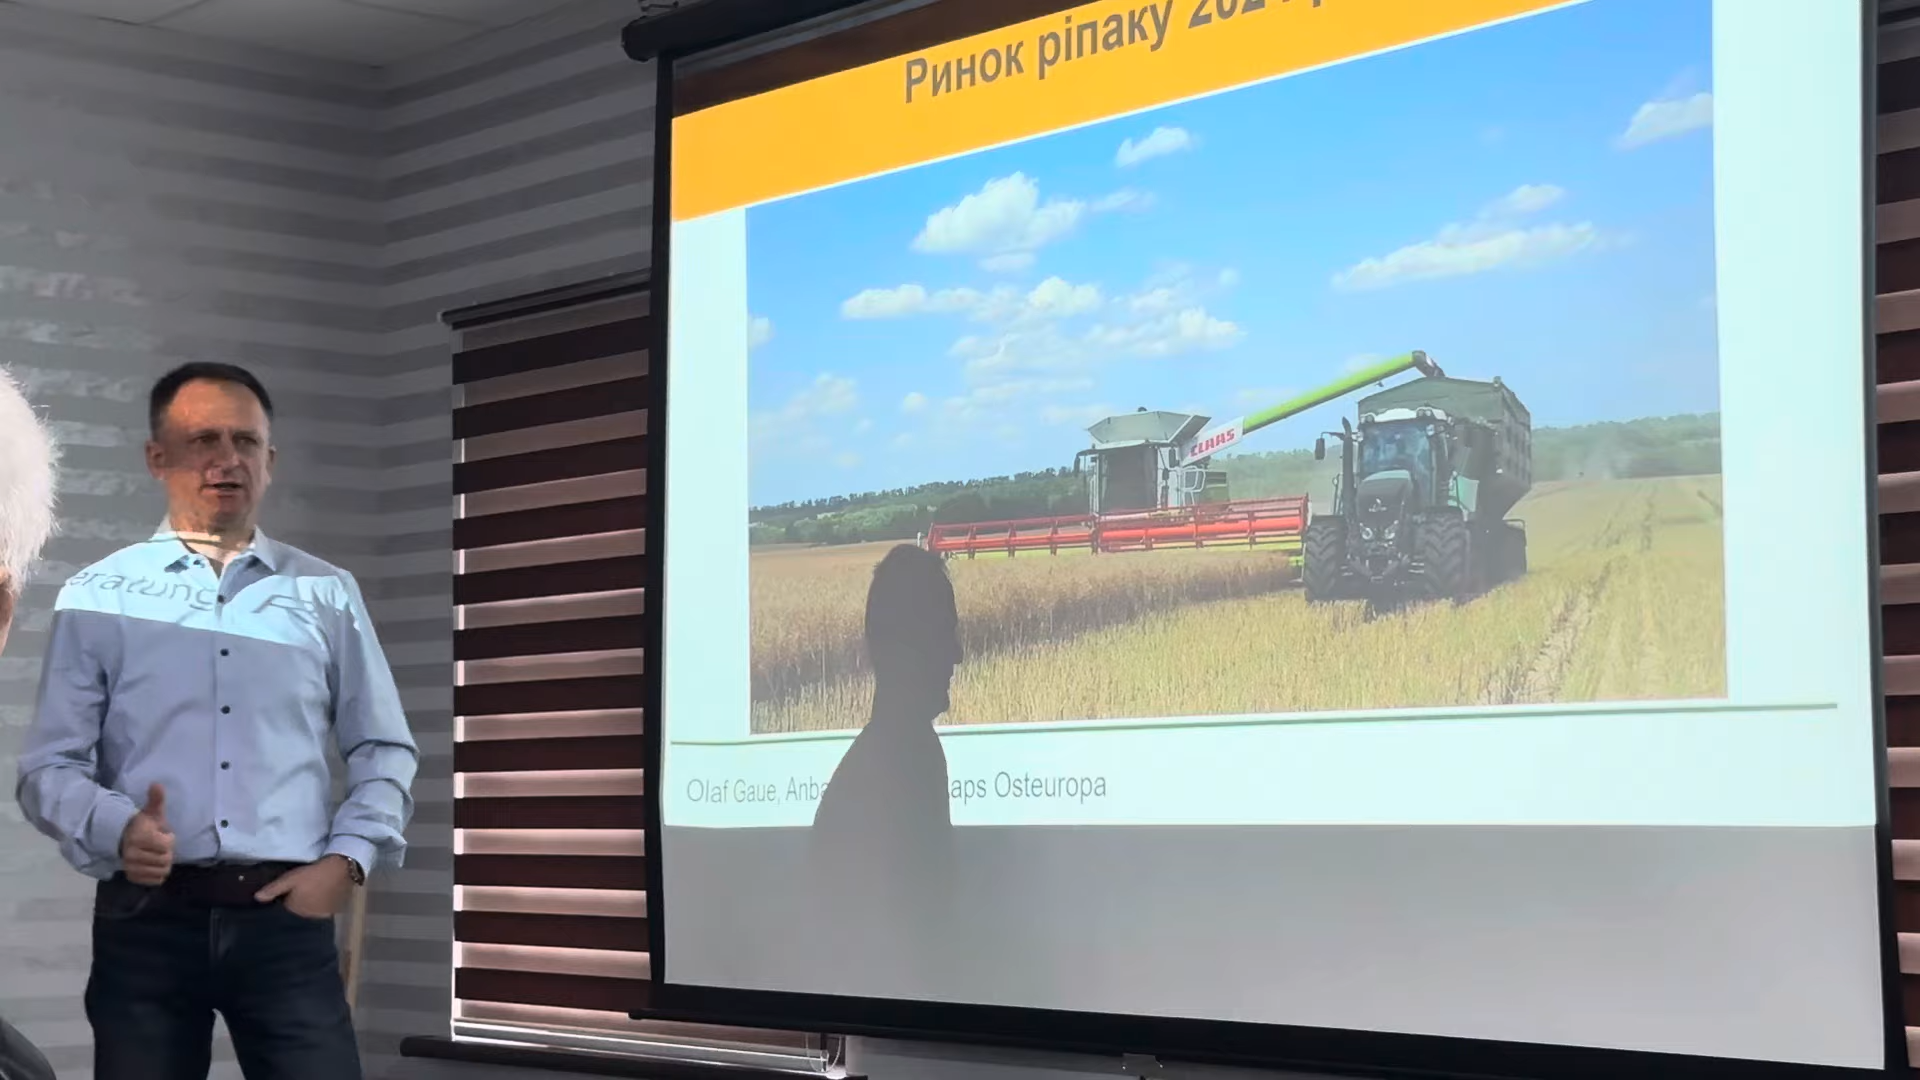 Ринок ріпаку
CLAAS
eratung
Olaf Gaue, Anba
aps Osteuropa